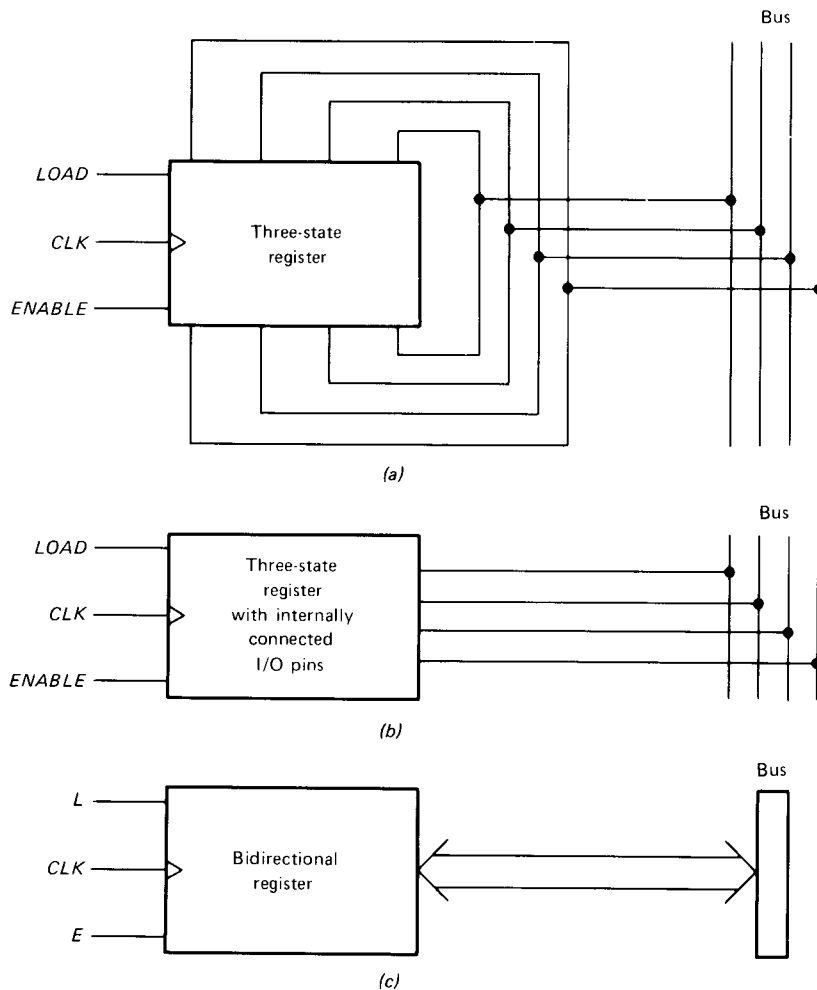 Bus
LOAD
CLK
ENABLE
Three-state
register
(a)
Bus
LOAD
CLK
ENABLE
Three-state
register
with internally
connected
I/O pins
(b)
Bus
L
CLK
E
Bidirectional
register
(c)